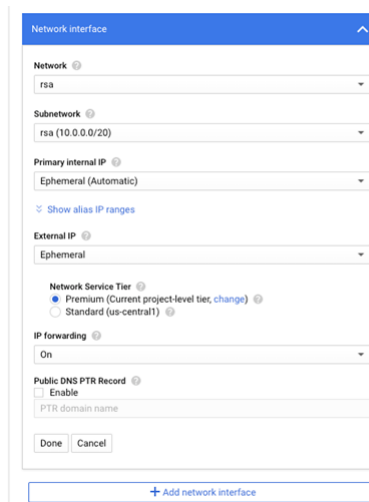 Network interface
Network
rsa
Subnetwork
rsa (10.0.0.0/20)
Primary internal IP
Ephemeral (Automatic)
Show alias IP ranges
External IP
Ephemeral
Network Service Tier
Premium (Current project-level tier, change)
Standard (us-central1)
IP forwarding
On
Public DNS PTR Record
Enable
PTR domain name
Done Cancel
+ Add network interface